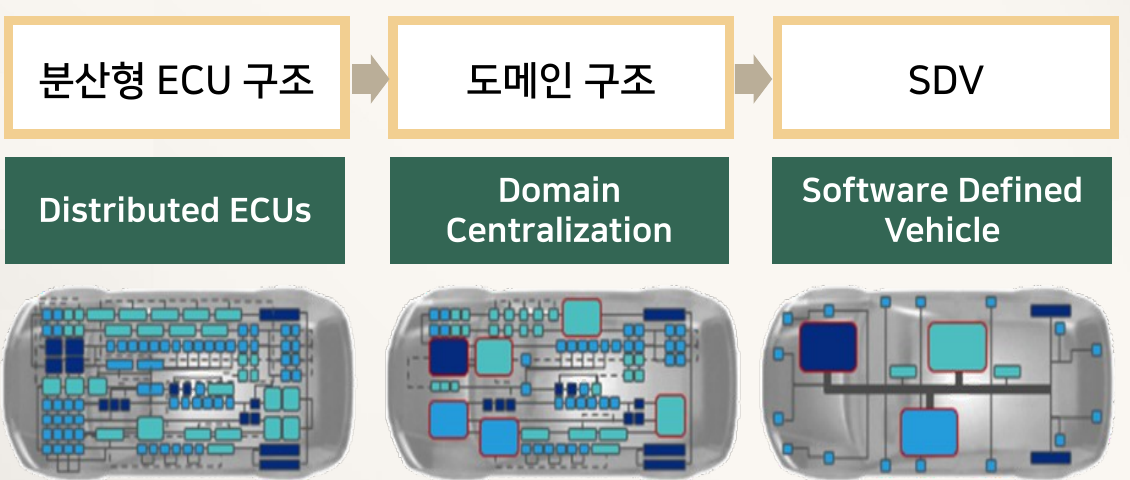 분산형 ECU 구조
도메인 구조
SDV
Distributed ECUs
Domain
Centralization
Software Defined
Vehicle